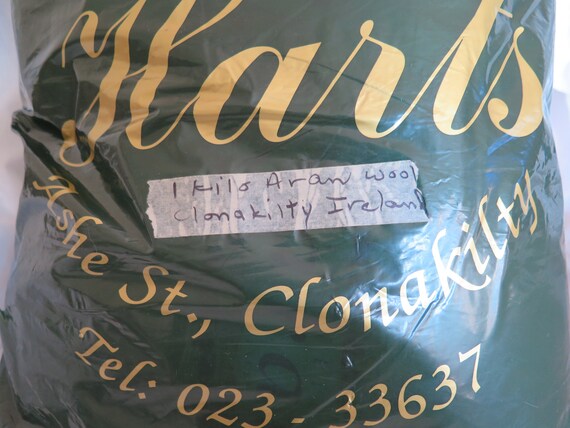 Harts
1 kilo Aran wool
Clonakilty Ireland
Ashe St., Clonakilty
Tel: 023 - 33637